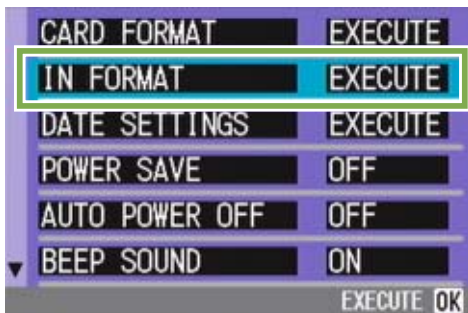 CARD FORMAT EXECUTE
IN FORMAT EXECUTE
DATE SETTINGS EXECUTE
POWER SAVE OFF
AUTO POWER OFF OFF
BEEP SOUND ON
EXECUTE OK